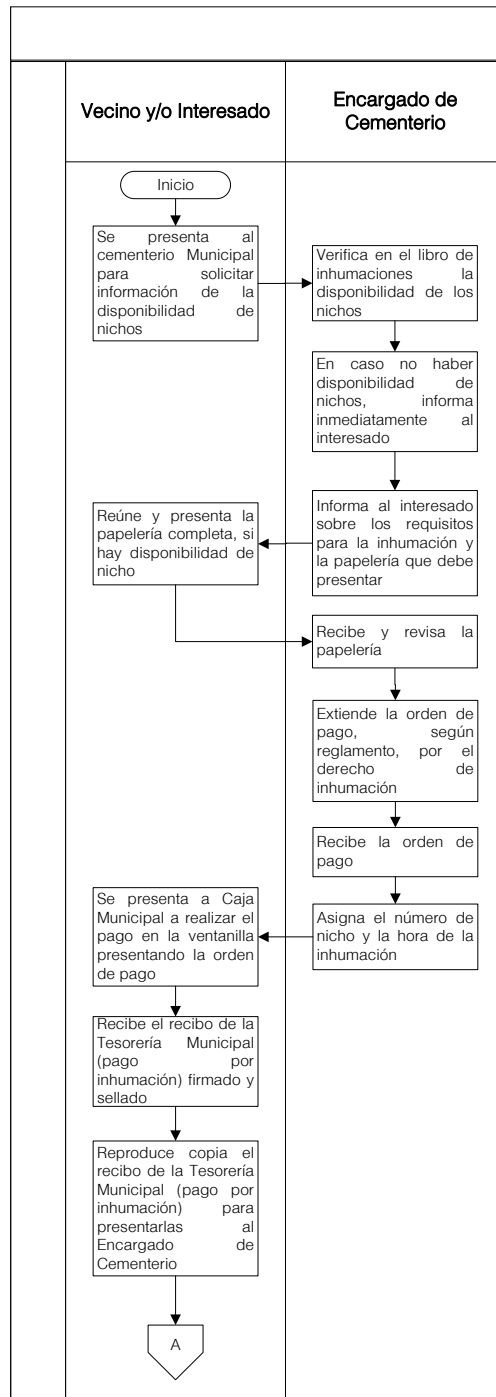 Vecino y/o Interesado
Encargado de
Cementerio
Inicio
Se presenta al
cementerio Municipal
para solicitar
información de la
disponibilidad de
nichos
Verifica en el libro de
inhumaciones la
disponibilidad de los
nichos
En caso no haber
disponibilidad de
nichos, informa
inmediatamente al
interesado
Informa al interesado
sobre los requisitos
para la inhumación y
la papelería que debe
presentar
Reúne y presenta la
papelería completa, si
hay disponibilidad de
nicho
Recibe y revisa la
papelería
Extiende la orden de
pago, según
reglamento, por el
derecho de
inhumación
Recibe la orden de
pago
Asigna el número de
nicho y la hora de la
inhumación
Se presenta a Caja
Municipal a realizar el
pago en la ventanilla
presentando la orden
de pago
Recibe el recibo de la
Tesorería Municipal
(pago por
inhumación) firmado y
sellado
Reproduce copia el
recibo de la Tesorería
Municipal (pago por
inhumación) para
presentarlas al
Encargado de
Cementerio
A